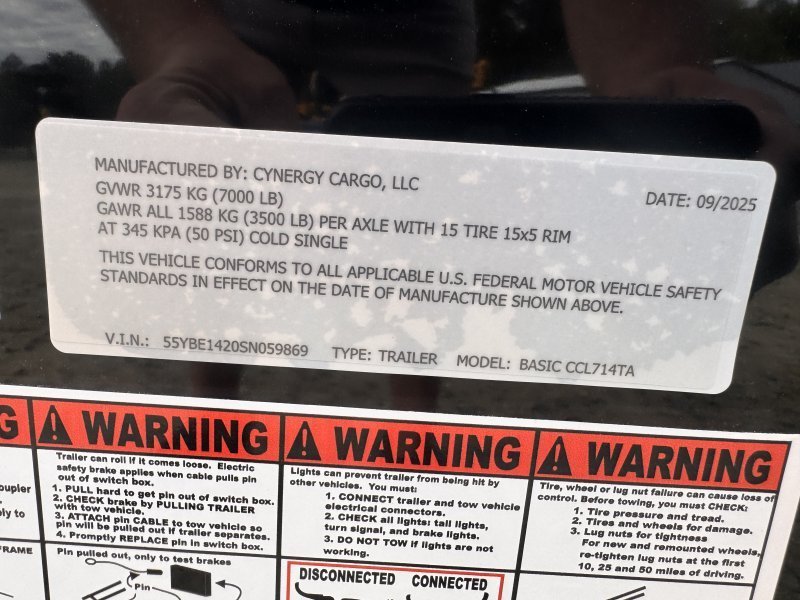 MANUFACTURED BY: CYNERGY CARGO, LLC
DATE: 09/2025
GVWR 3175 KG (7000 LB)
GAWR ALL 1588 KG (3500 LB) PER AXLE WITH 15 TIRE 15x5 RIM
AT 345 KPA (50 PSI) COLD SINGLE
THIS VEHICLE CONFORMS TO ALL APPLICABLE U.S. FEDERAL MOTOR VEHICLE SAFETY
STANDARDS IN EFFECT ON THE DATE OF MANUFACTURE SHOWN ABOVE.
V.I.N.: 55YBE1420SN059869 TYPE: TRAILER MODEL: BASIC CCL714TA
G
oupler
ly to
FRAME
WARNING
Trailer can roll if it comes loose. Electric
safety brake applies when cable pulls pin
out of switch box.
1. PULL hard to get pin out of switch box.
2. CHECK brake by PULLING TRAILER
with tow vehicle.
3. ATTACH pin CABLE to tow vehicle so
pin will be pulled out if trailer separates.
4. Promptly REPLACE pin in switch box.
Pin pulled out, only to test brakes
Pin
WARNING
Lights can prevent trailer from being hit by
other vehicles. You must:
1. CONNECT trailer and tow vehicle
electrical connectors.
2. CHECK all lights: tail lights,
turn signal, and brake lights.
3. DO NOT TOW if lights are not
working.
DISCONNECTED CONNECTED
WARNING
Tire, wheel or lug nut failure can cause loss of
control. Before towing, you must CHECK:
1. Tire pressure and tread.
2. Tires and wheels for damage.
3. Lug nuts for tightness
For new and remounted wheels,
re-tighten lug nuts at the first
10, 25 and 50 miles of driving.